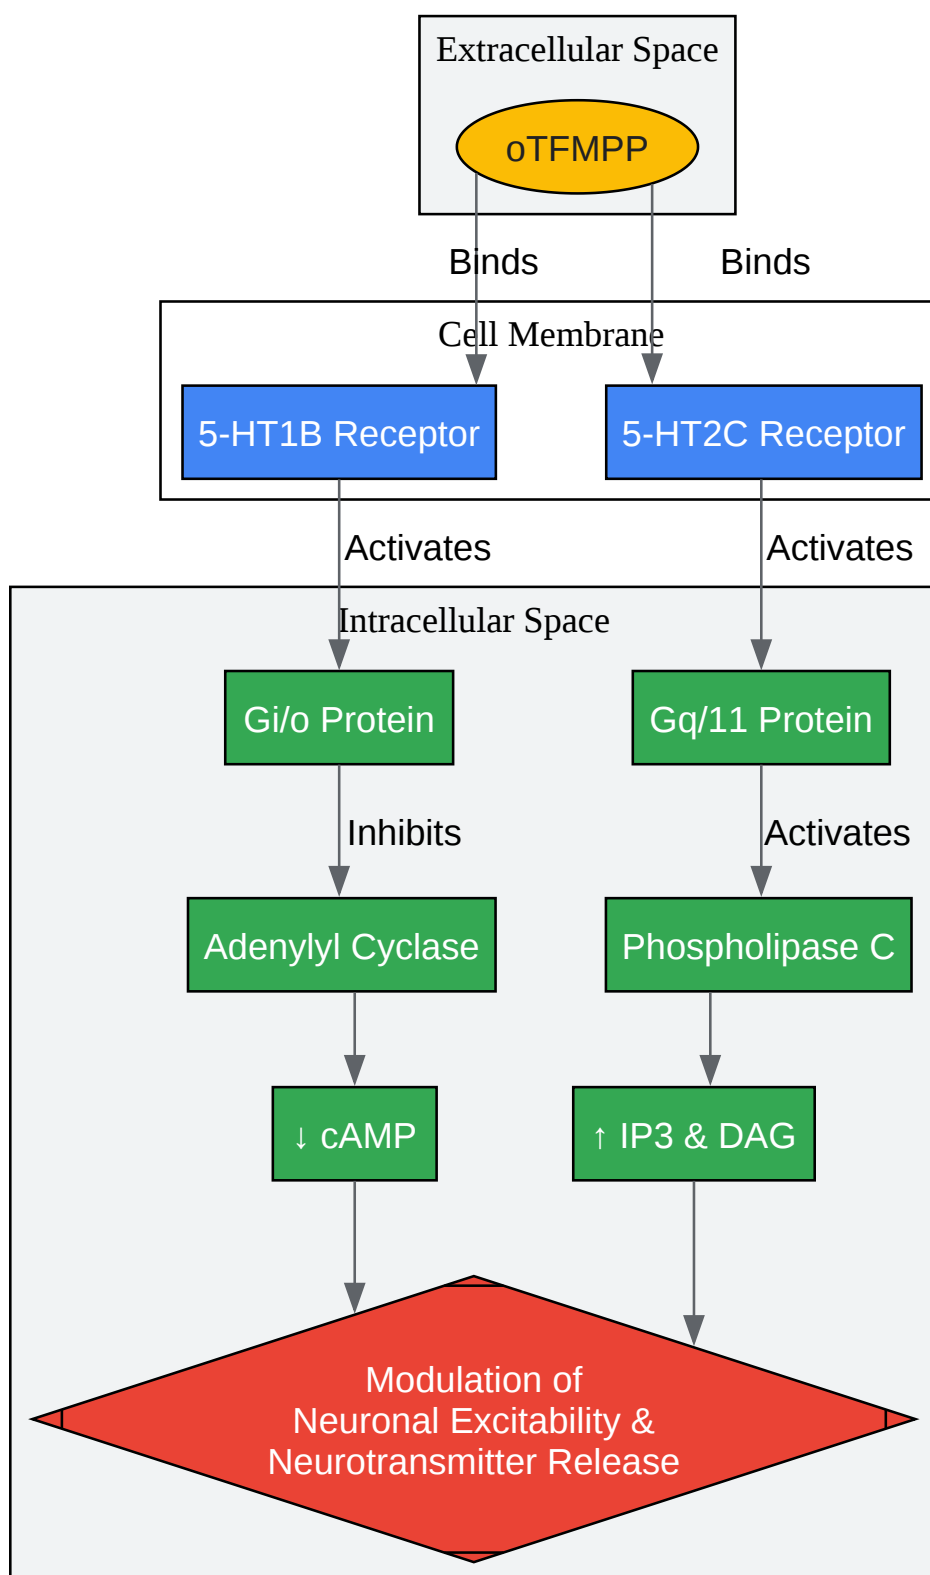 Extracellular Space
oTFMPP
Binds
Binds
Cell Membrane
5-HT1B Receptor
5-HT2C Receptor
Activates
Activates
Intracellular Space
Gi/o Protein
Gq/11 Protein
Inhibits
Activates
Adenylyl Cyclase
Phospholipase C
↓ cAMP
↑ IP3 & DAG
Modulation of
Neuronal Excitability &
Neurotransmitter Release